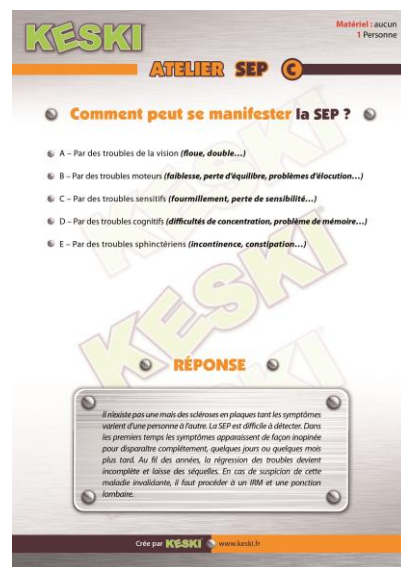 KESKI
Matériel : aucun
1 Personne
ATELIER SEP C
Comment peut se manifester la SEP ?
A – Par des troubles de la vision (floue, double...)
B – Par des troubles moteurs (faiblesse, perte d'équilibre, problèmes d'élocution...)
C – Par des troubles sensitifs (fourmillement, perte de sensibilité...)
D – Par des troubles cognitifs (difficultés de concentration, problème de mémoire...)
E – Par des troubles sphinctériens (incontinence, constipation...)
KESKI
KESKI
KESKI
RÉPONSE
Il n'existe pas une mais des scléroses en plaques tant les symptômes
varient d'une personne à l'autre. La SEP est difficile à détecter. Dans
les premiers temps les symptômes apparaissent de façon inopinée
pour disparaître complétement, quelques jours ou quelques mois
plus tard. Au fil des années, la régression des troubles devient
incomplète et laisse des séquelles. En cas de suspicion de cette
maladie invalidante, il faut procéder à un IRM et une ponction
lombaire.
Crée par KESKI www.keski.fr